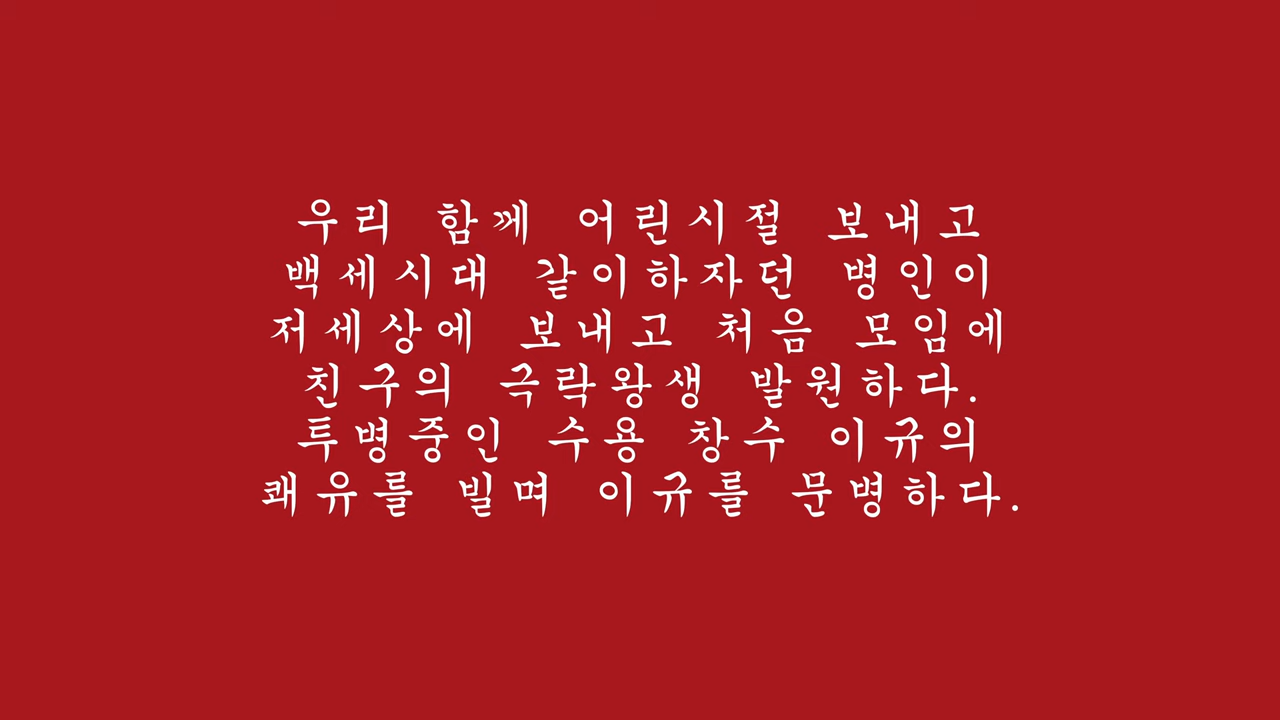 우리 함께 어린시절 보내고
백세시대 같이하자던 병인이
저세상에 보내고 처음 모임에
친구의 극락왕생 발원하다.
투병중인 수용 창수 이규의
쾌유를 빌며 이규를 문병하다.